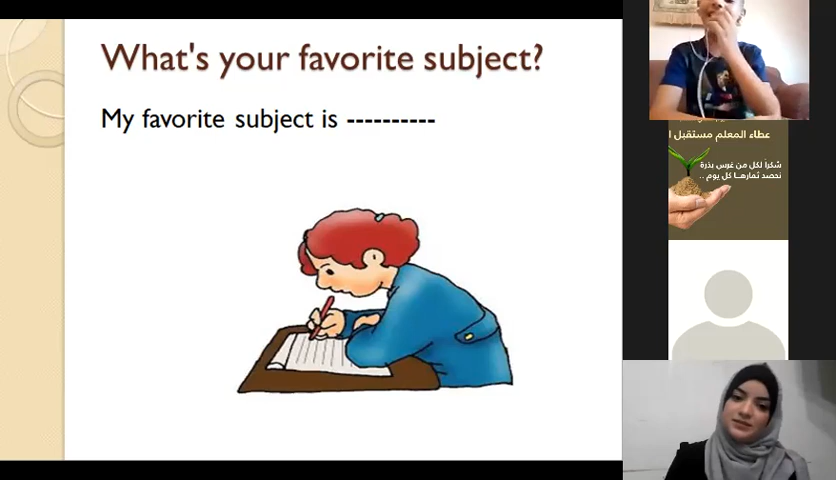 What's your favorite subject?
My favorite subject is ----------
عطاء المعلم مستقبل
شكراً لكل من غرس بذرة
نحصد ثمارهـا كل يوم ..